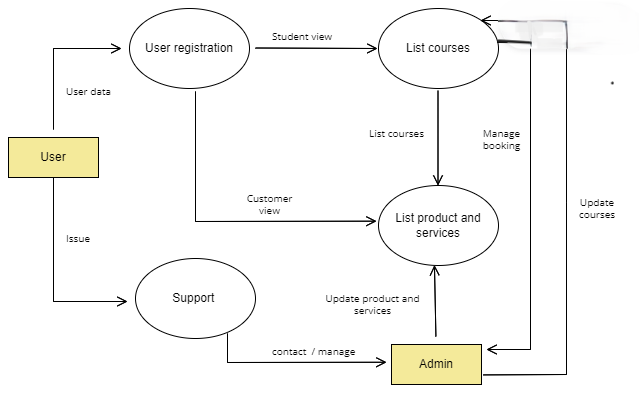 User registration
Student view
List courses
User data
User
List courses
Manage
booking
Customer
view
List product and
services
Update
courses
Issue
Support
Update product and
services
contact / manage
Admin